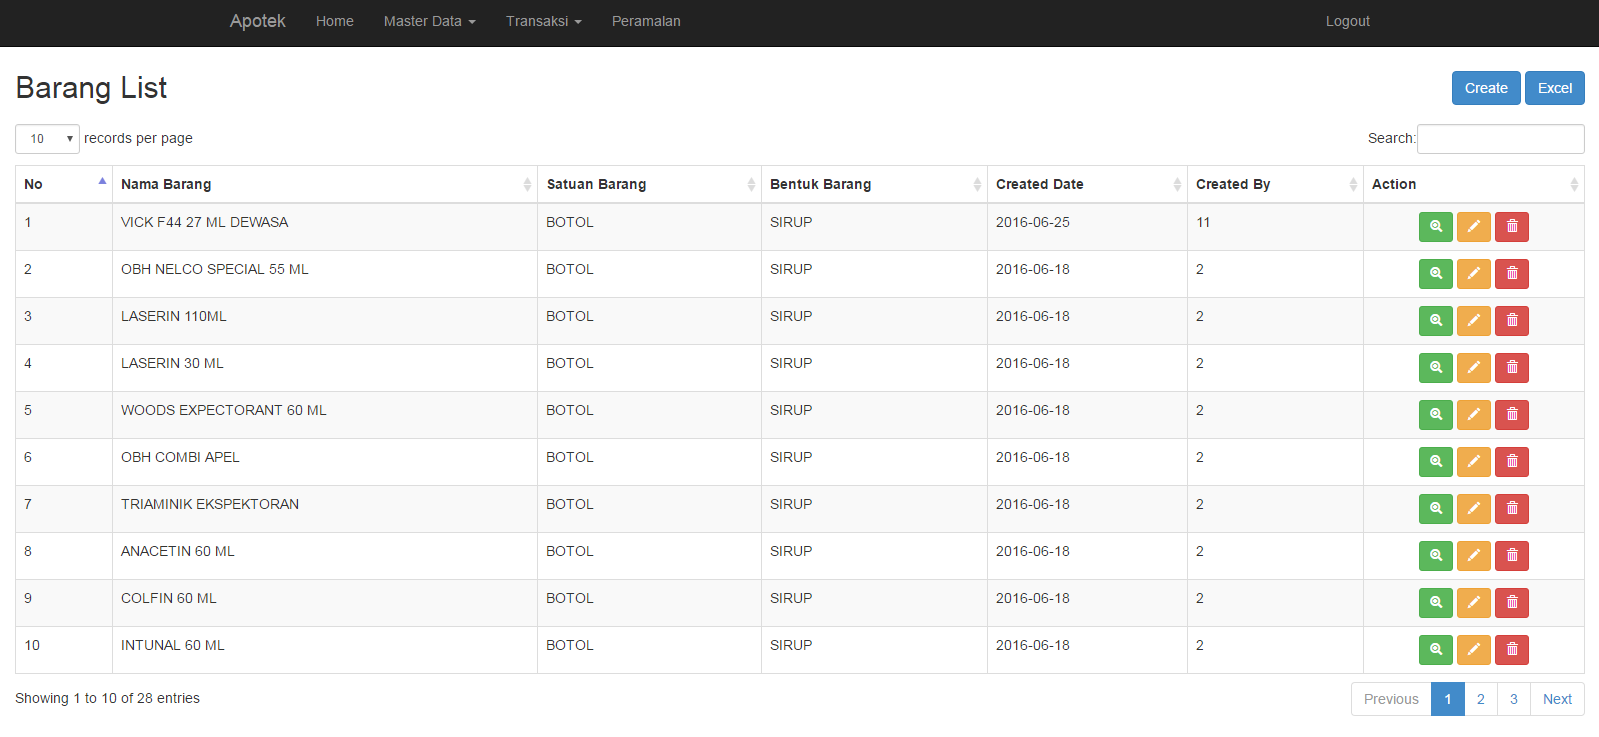 Apotek Home Master Data Transaksi Peramalan Logout
Barang List Create Excel
10 records per page Search:
No Nama Barang Satuan Barang Bentuk Barang Created Date Created By Action
1 VICK F44 27 ML DEWASA BOTOL SIRUP 2016-06-25 11
2 OBH NELCO SPECIAL 55 ML BOTOL SIRUP 2016-06-18 2
3 LASERIN 110ML BOTOL SIRUP 2016-06-18 2
4 LASERIN 30 ML BOTOL SIRUP 2016-06-18 2
5 WOODS EXPECTORANT 60 ML BOTOL SIRUP 2016-06-18 2
6 OBH COMBI APEL BOTOL SIRUP 2016-06-18 2
7 TRIAMINIK EKSPEKTORAN BOTOL SIRUP 2016-06-18 2
8 ANACETIN 60 ML BOTOL SIRUP 2016-06-18 2
9 COLFIN 60 ML BOTOL SIRUP 2016-06-18 2
10 INTUNAL 60 ML BOTOL SIRUP 2016-06-18 2
Showing 1 to 10 of 28 entries Previous 1 2 3 Next